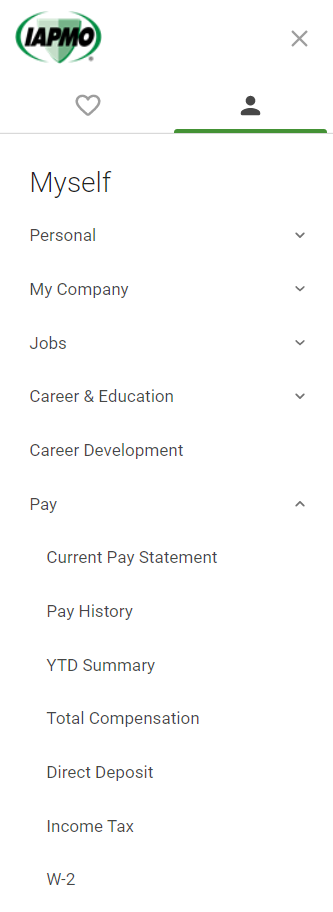 IAPMO
Myself
Personal
My Company
Jobs
Career & Education
Career Development
Pay
Current Pay Statement
Pay History
YTD Summary
Total Compensation
Direct Deposit
Income Tax
W-2